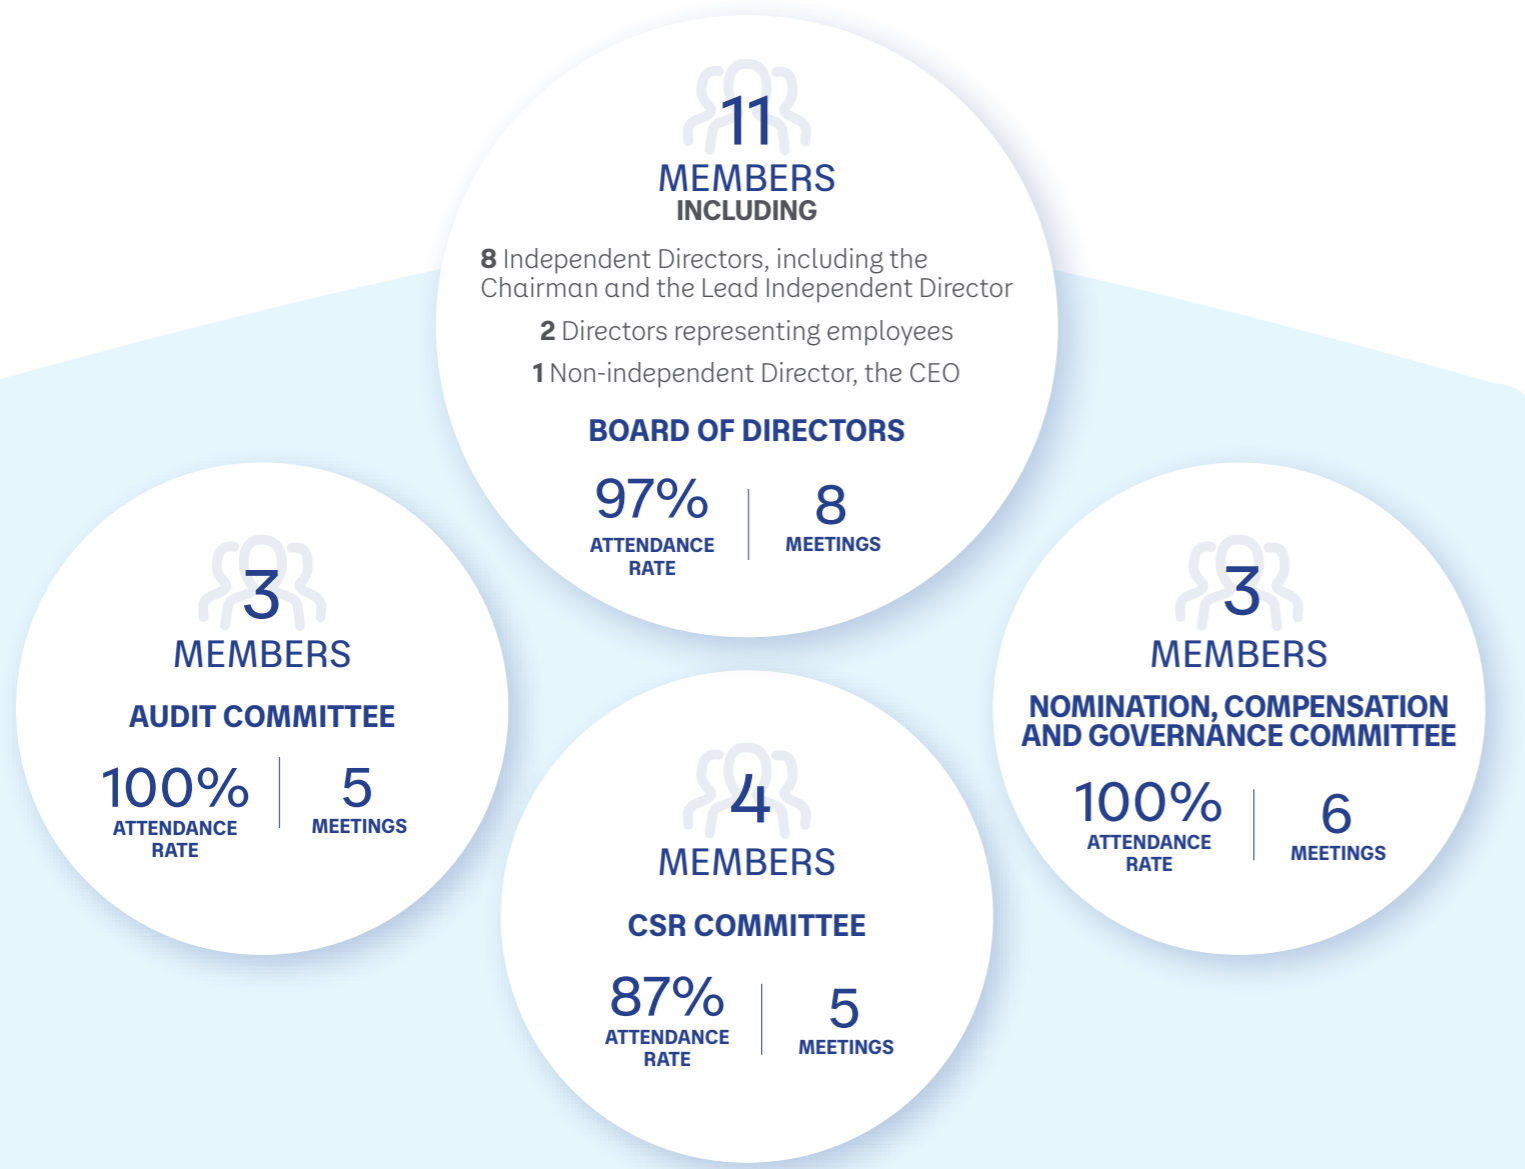 11
MEMBERS
INCLUDING
8 Independent Directors, including the
Chairman and the Lead Independent Director
2 Directors representing employees
1 Non-independent Director, the CEO
BOARD OF DIRECTORS
97%
ATTENDANCE
RATE
8
MEETINGS
3
MEMBERS
AUDIT COMMITTEE
100%
ATTENDANCE
RATE
5
MEETINGS
4
MEMBERS
CSR COMMITTEE
87%
ATTENDANCE
RATE
5
MEETINGS
3
MEMBERS
NOMINATION, COMPENSATION
AND GOVERNANCE COMMITTEE
100%
ATTENDANCE
RATE
6
MEETINGS